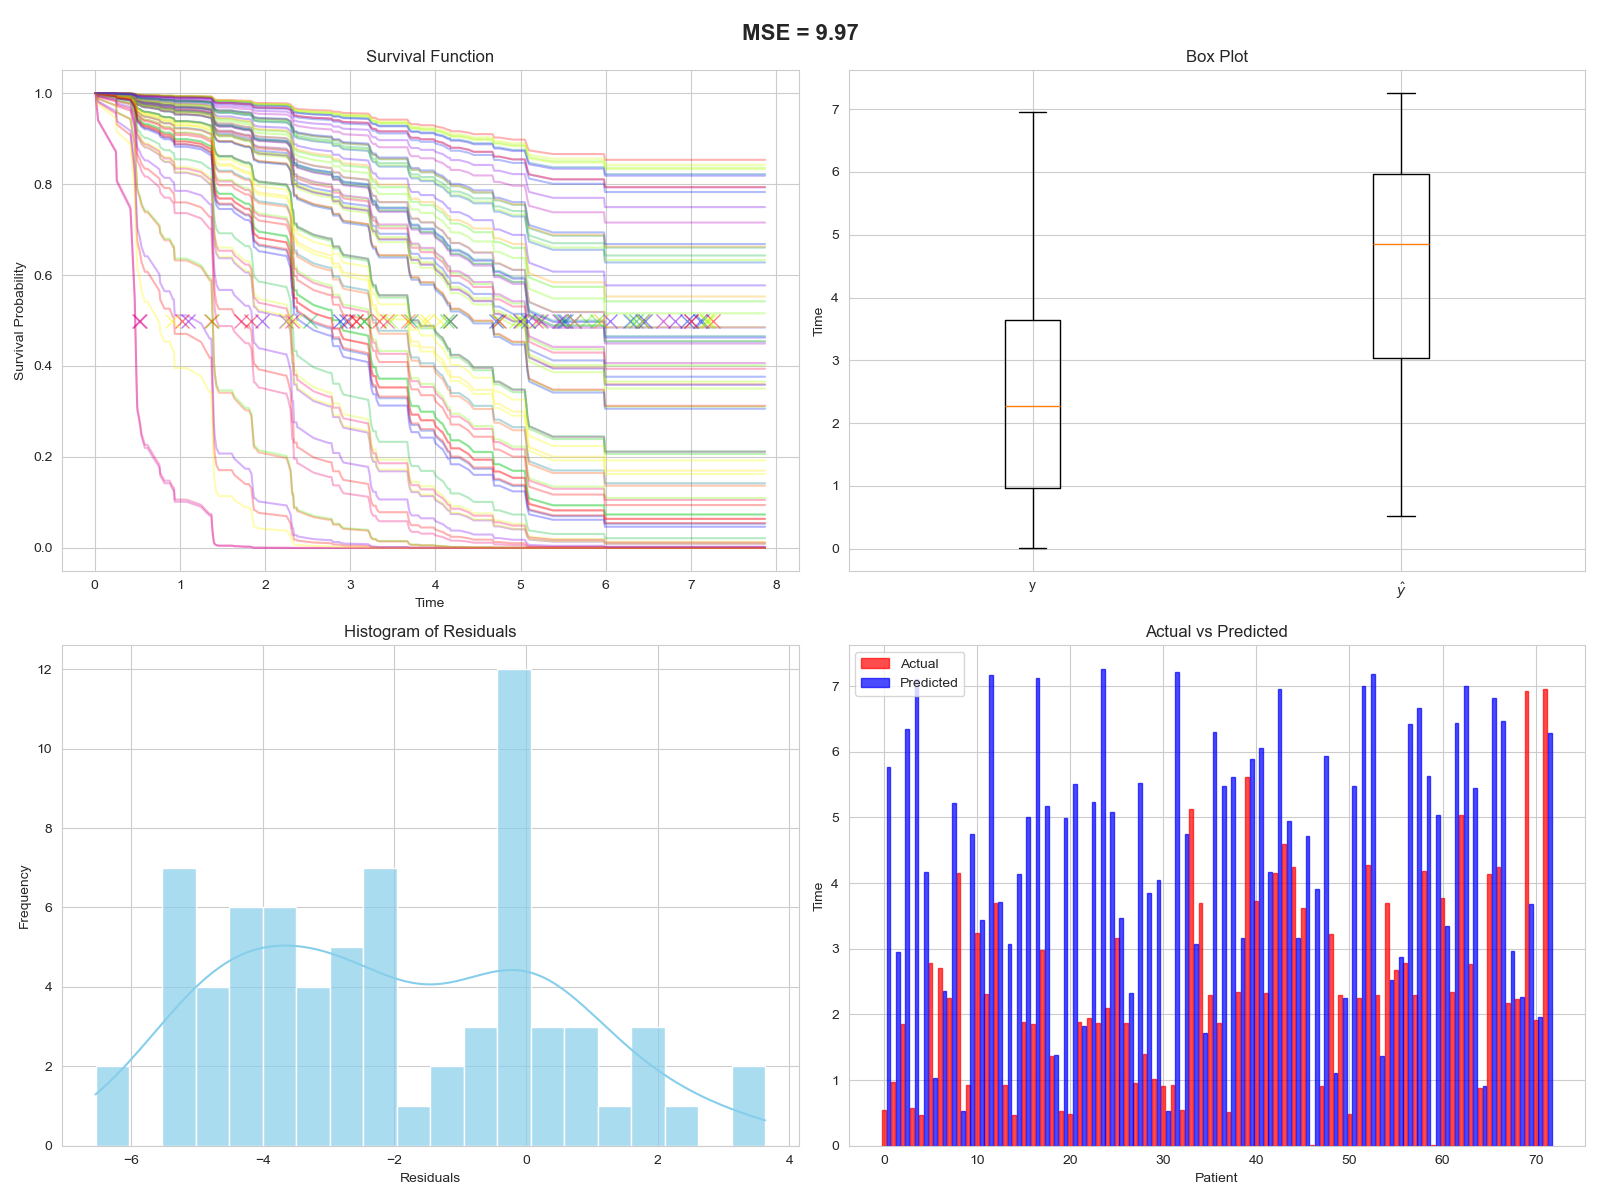 MSE = 9.97
Survival Function
1.0
0.8
0.6
0.4
0.2
0.0
Survival Probability
0 1 2 3 4 5 6 7 8
Time
Box Plot
7
6
5
4
3
2
1
0
Time
y ŷ
Histogram of Residuals
12
10
8
6
4
2
0
Frequency
−6 −4 −2 0 2 4
Residuals
Actual vs Predicted
Actual
Predicted
7
6
5
4
3
2
1
0
Time
0 10 20 30 40 50 60 70
Patient